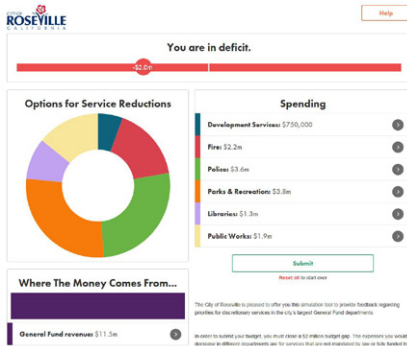 CITY OF
ROSEVILLE
CALIFORNIA
Help
You are in deficit.
-$2.0m
Options for Service Reductions
Spending
Development Services: $750,000
Fire: $2.2m
Police: $3.6m
Parks & Recreation: $3.8m
Libraries: $1.3m
Public Works: $1.9m
Submit
Reset all to start over
Where The Money Comes From...
General Fund revenue: $11.5m
The City of Roseville is pleased to offer you this simulation tool to provide feedback regarding
priorities for discretionary services in the city's largest General Fund departments.
In order to submit your budget, you must close a $2 million budget gap. The expenses you would
decrease in different departments are for services that are not mandated by law or fully funded by